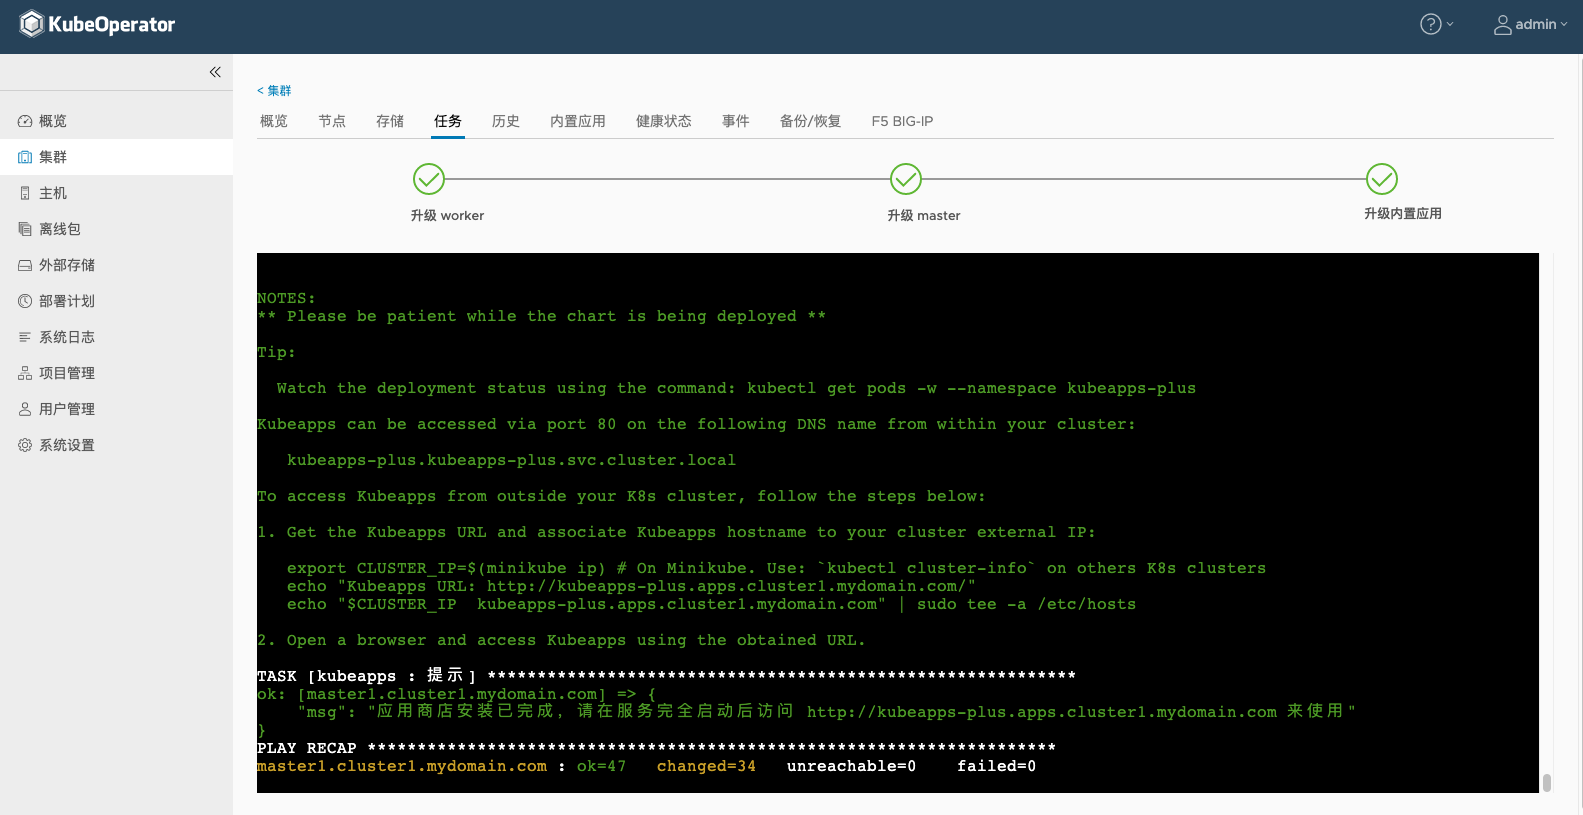 KubeOperator
admin
概览
集群
主机
离线包
外部存储
部署计划
系统日志
项目管理
用户管理
系统设置
< 集群
概览 节点 存储 任务 历史 内置应用 健康状态 事件 备份/恢复 F5 BIG-IP
升级 worker 升级 master 升级内置应用
NOTES:
** Please be patient while the chart is being deployed **
Tip:
Watch the deployment status using the command: kubectl get pods -w --namespace kubeapps-plus
Kubeapps can be accessed via port 80 on the following DNS name from within your cluster:
kubeapps-plus.kubeapps-plus.svc.cluster.local
To access Kubeapps from outside your K8s cluster, follow the steps below:
1. Get the Kubeapps URL and associate Kubeapps hostname to your cluster external IP:
export CLUSTER_IP=$(minikube ip) # On Minikube. Use: `kubectl cluster-info` on others K8s clusters
echo "Kubeapps URL: http://kubeapps-plus.apps.cluster1.mydomain.com/"
echo "$CLUSTER_IP  kubeapps-plus.apps.cluster1.mydomain.com" | sudo tee -a /etc/hosts
2. Open a browser and access Kubeapps using the obtained URL.
TASK [kubeapps : 提示] ***********************************************************
ok: [master1.cluster1.mydomain.com] => {
"msg": "应用商店安装已完成，请在服务完全启动后访问 http://kubeapps-plus.apps.cluster1.mydomain.com 来使用"
}
PLAY RECAP *********************************************************************
master1.cluster1.mydomain.com : ok=47   changed=34   unreachable=0    failed=0